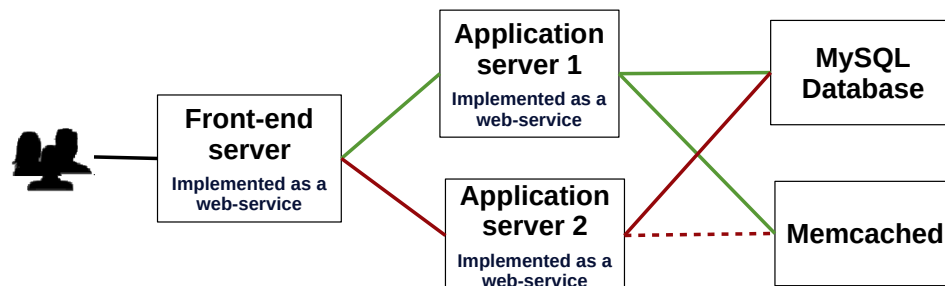 Front-end
server
Implemented as a
web-service
Application
server 1
Implemented as a
web-service
Application
server 2
Implemented as a
web-service
MySQL
Database
Memcached